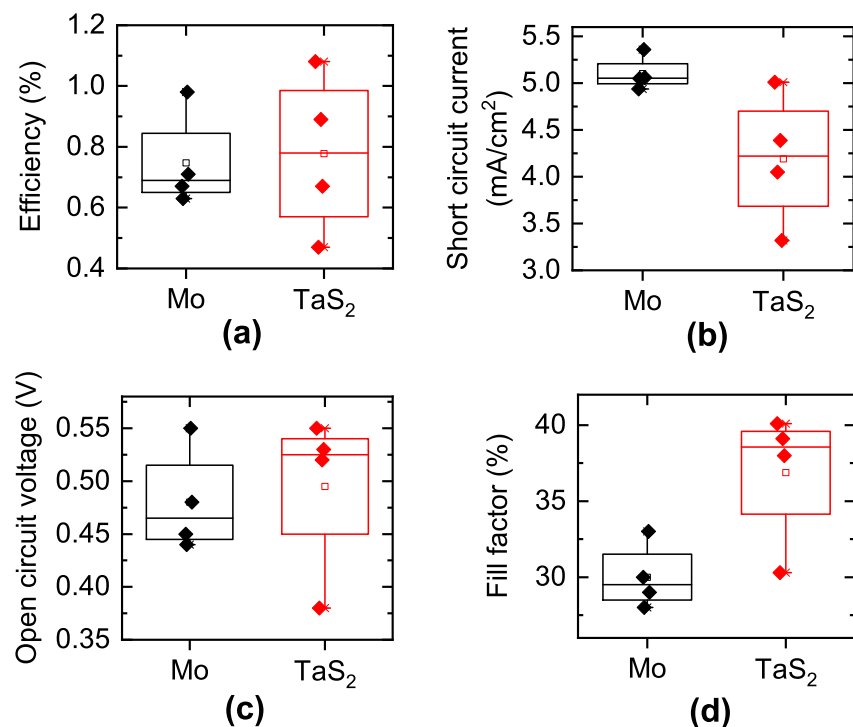 Efficiency (%)
1.2
1.0
0.8
0.6
0.4
Mo
TaS₂
(a)
Short circuit current
(mA/cm²)
5.5
5.0
4.5
4.0
3.5
3.0
Mo
TaS₂
(b)
Open circuit voltage (V)
0.55
0.50
0.45
0.40
0.35
Mo
TaS₂
(c)
Fill factor (%)
40
35
30
Mo
TaS₂
(d)